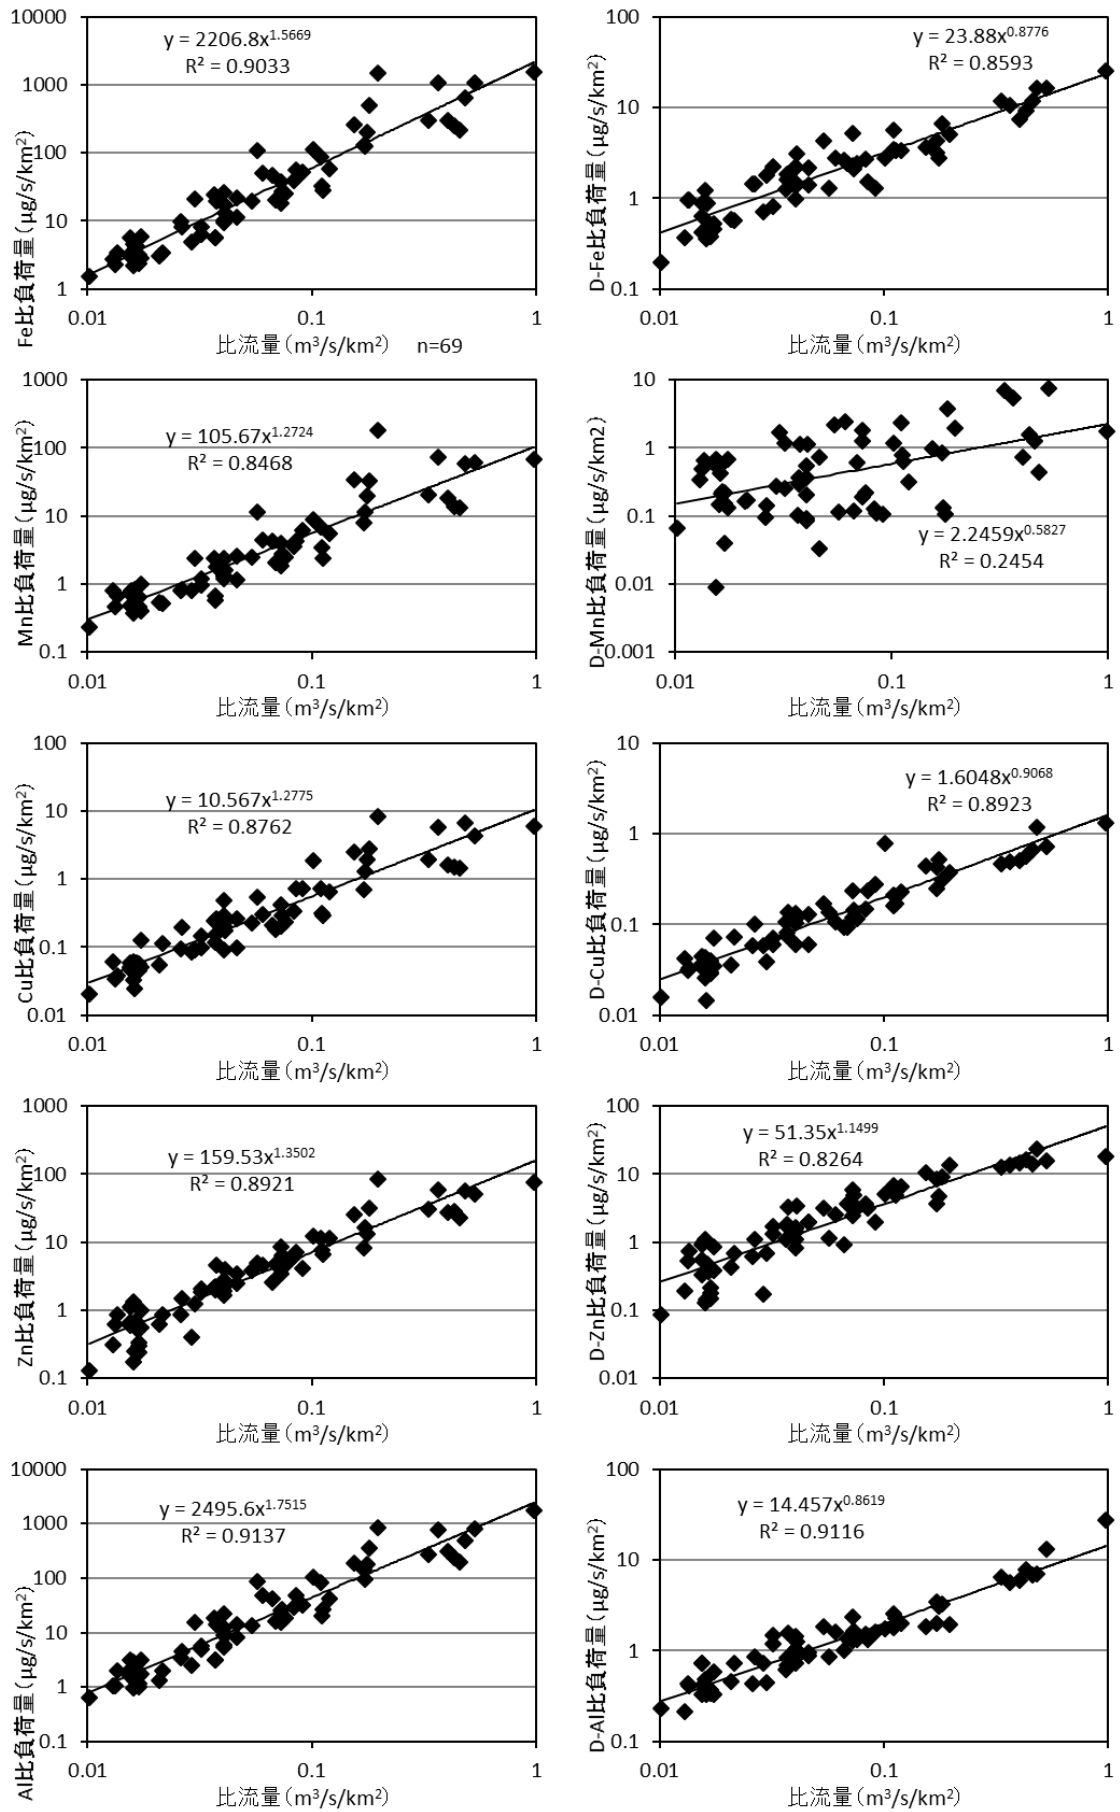 10000
1000
100
10
1
0.01
0.1
1
y = 2206.8x^1.5669
R² = 0.9033
Fe比負荷量（μg/s/km²）
比流量（m³/s/km²） n=69
100
10
1
0.1
0.01
0.1
1
y = 23.88x^0.8776
R² = 0.8593
D-Fe比負荷量（μg/s/km²）
比流量（m³/s/km²）
1000
100
10
1
0.1
0.01
0.1
1
y = 105.67x^1.2724
R² = 0.8468
Mn比負荷量（μg/s/km²）
比流量（m³/s/km²）
10
1
0.1
0.01
0.001
0.01
0.1
1
y = 2.2459x^0.5827
R² = 0.2454
D-Mn比負荷量（μg/s/km2）
比流量（m³/s/km²）
100
10
1
0.1
0.01
0.01
0.1
1
y = 10.567x^1.2775
R² = 0.8762
Cu比負荷量（μg/s/km²）
比流量（m³/s/km²）
10
1
0.1
0.01
0.01
0.1
1
y = 1.6048x^0.9068
R² = 0.8923
D-Cu比負荷量（μg/s/km²）
比流量（m³/s/km²）
1000
100
10
1
0.1
0.01
0.1
1
y = 159.53x^1.3502
R² = 0.8921
Zn比負荷量（μg/s/km²）
比流量（m³/s/km²）
100
10
1
0.1
0.01
0.01
0.1
1
y = 51.35x^1.1499
R² = 0.8264
D-Zn比負荷量（μg/s/km²）
比流量（m³/s/km²）
10000
1000
100
10
1
0.1
0.01
0.1
1
y = 2495.6x^1.7515
R² = 0.9137
Al比負荷量（μg/s/km²）
比流量（m³/s/km²）
100
10
1
0.1
0.01
0.1
1
y = 14.457x^0.8619
R² = 0.9116
D-Al比負荷量（μg/s/km²）
比流量（m³/s/km²）